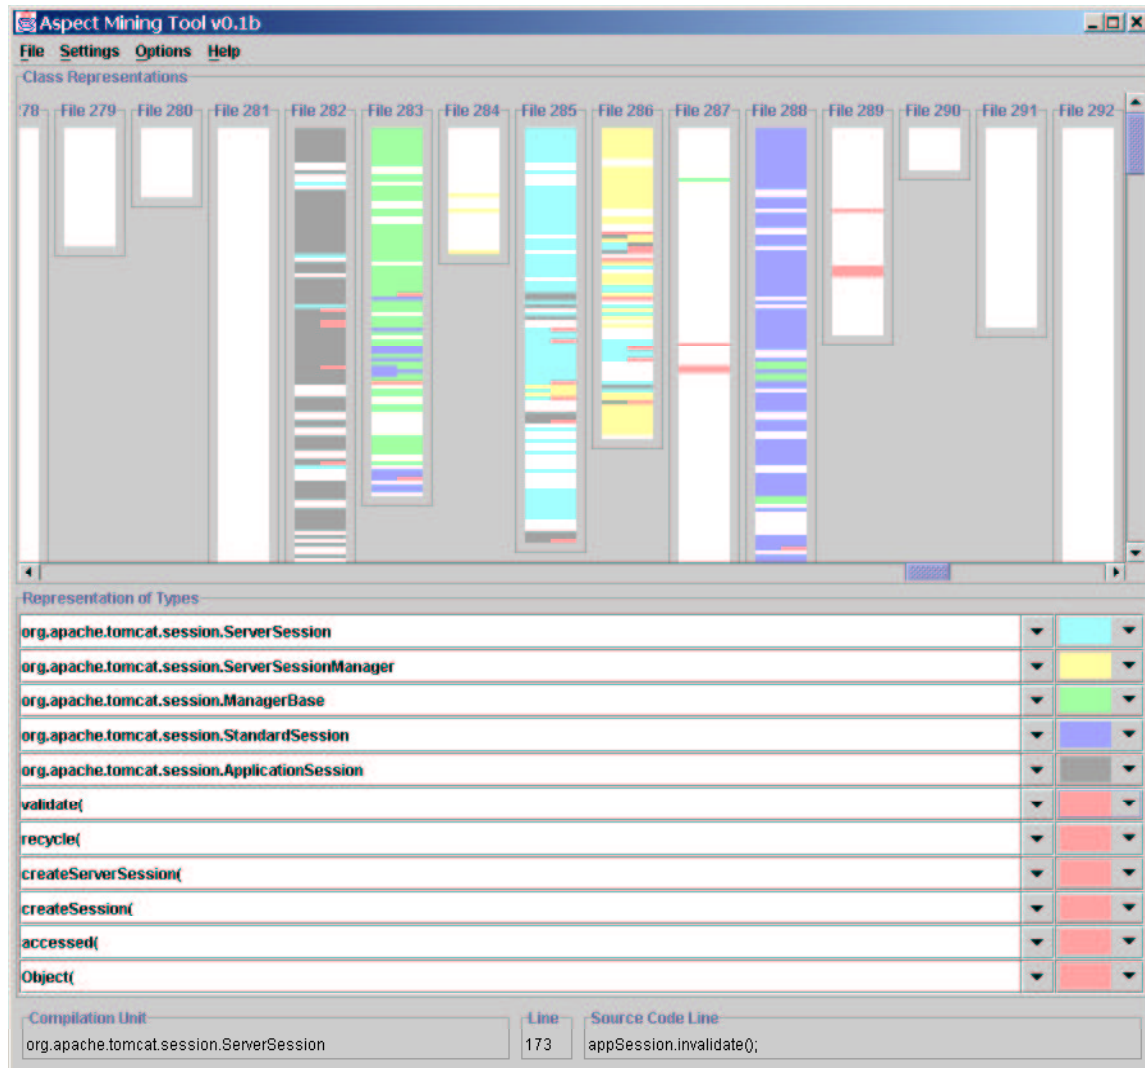 Aspect Mining Tool v0.1b
File Settings Options Help
Class Representations
78 File 279 File 280 File 281 File 282 File 283 File 284 File 285 File 286 File 287 File 288 File 289 File 290 File 291 File 292
Representation of Types
org.apache.tomcat.session.ServerSession
org.apache.tomcat.session.ServerSessionManager
org.apache.tomcat.session.ManagerBase
org.apache.tomcat.session.StandardSession
org.apache.tomcat.session.ApplicationSession
validate(
recycle(
createServerSession(
createSession(
accessed(
Object(
Compilation Unit Line Source Code Line
org.apache.tomcat.session.ServerSession 173 appSession.invalidate();